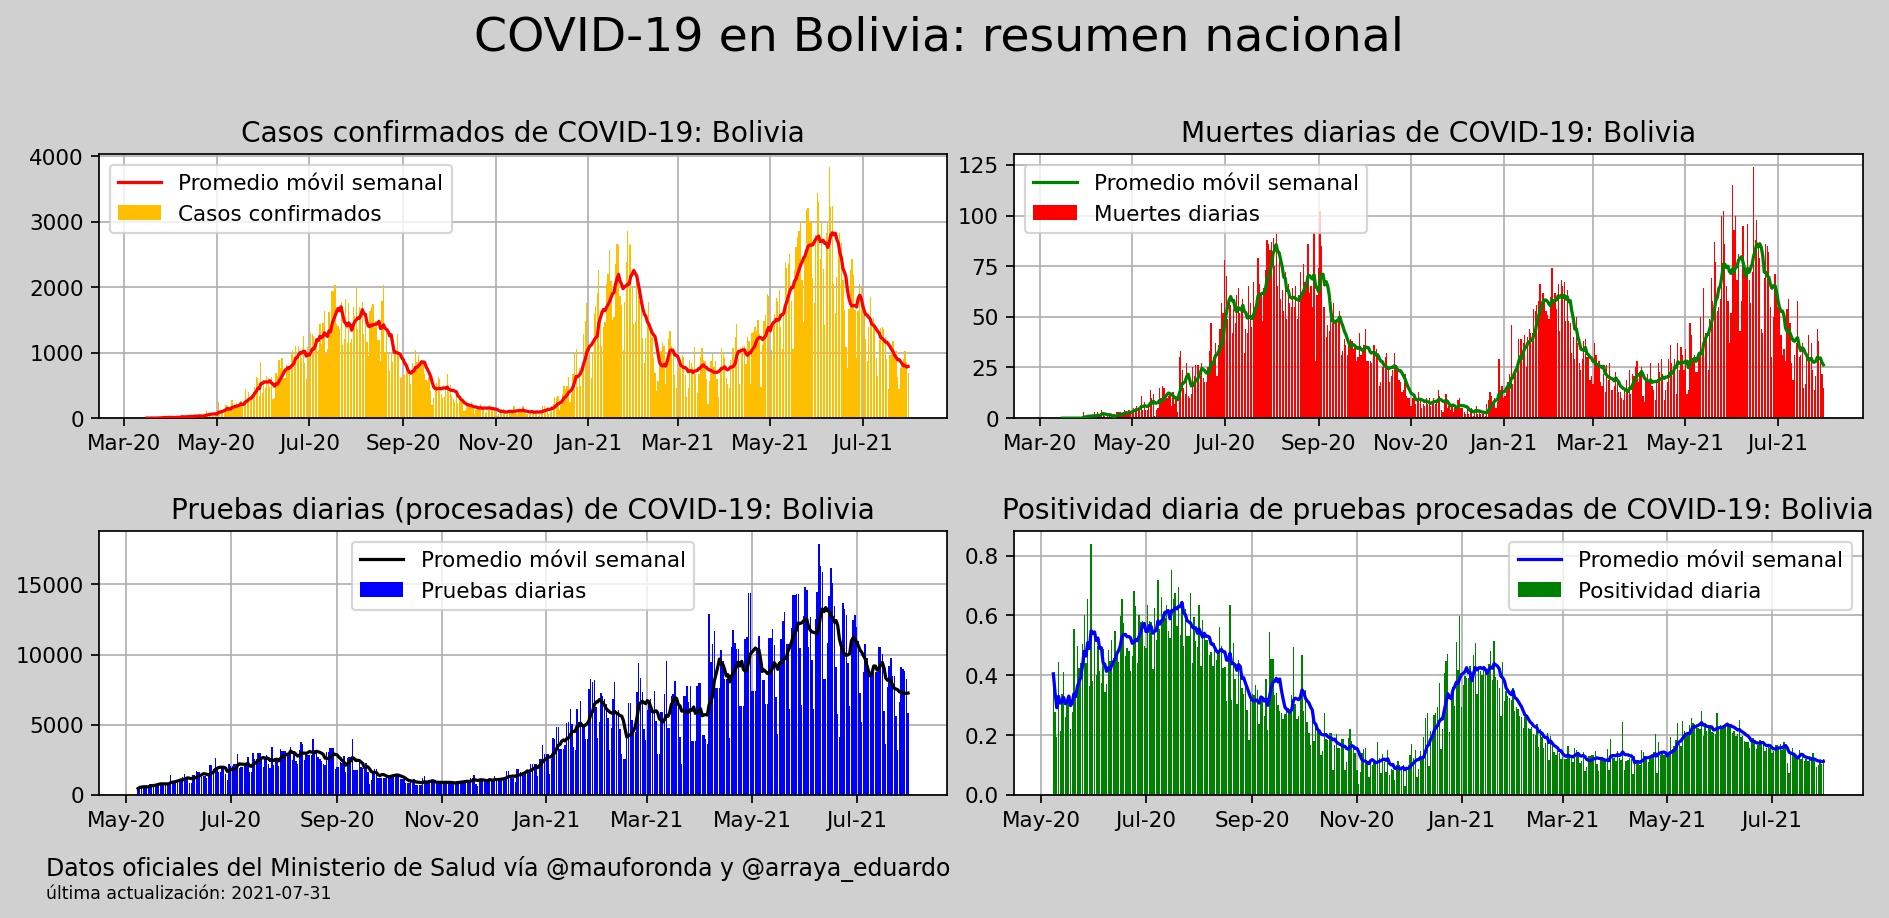 COVID-19 en Bolivia: resumen nacional
Casos confirmados de COVID-19: Bolivia
4000
3000
2000
1000
0
Promedio móvil semanal
Casos confirmados
Mar-20 May-20 Jul-20 Sep-20 Nov-20 Jan-21 Mar-21 May-21 Jul-21
Muertes diarias de COVID-19: Bolivia
125
100
75
50
25
0
Promedio móvil semanal
Muertes diarias
Mar-20 May-20 Jul-20 Sep-20 Nov-20 Jan-21 Mar-21 May-21 Jul-21
Pruebas diarias (procesadas) de COVID-19: Bolivia
15000
10000
5000
0
Promedio móvil semanal
Pruebas diarias
May-20 Jul-20 Sep-20 Nov-20 Jan-21 Mar-21 May-21 Jul-21
Positividad diaria de pruebas procesadas de COVID-19: Bolivia
0.8
0.6
0.4
0.2
0.0
Promedio móvil semanal
Positividad diaria
May-20 Jul-20 Sep-20 Nov-20 Jan-21 Mar-21 May-21 Jul-21
Datos oficiales del Ministerio de Salud vía @mauforonda y @arraya_eduardo
última actualización: 2021-07-31